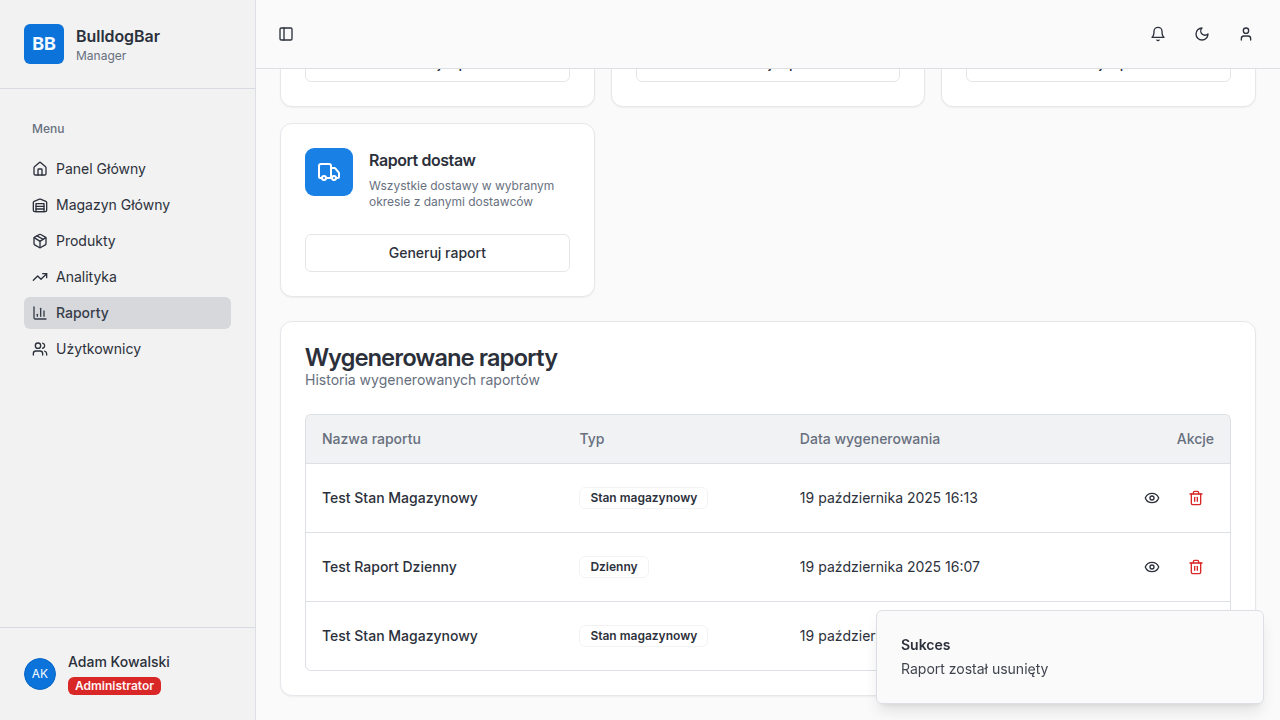 BB
BulldogBar
Manager
Menu
Panel Główny
Magazyn Główny
Produkty
Analityka
Raporty
Użytkownicy
AK
Adam Kowalski
Administrator
Raport dostaw
Wszystkie dostawy w wybranym
okresie z danymi dostawców
Generuj raport
Wygenerowane raporty
Historia wygenerowanych raportów
Nazwa raportu Typ Data wygenerowania Akcje
Test Stan Magazynowy Stan magazynowy 19 października 2025 16:13
Test Raport Dzienny Dzienny 19 października 2025 16:07
Test Stan Magazynowy Stan magazynowy 19
Sukces
Raport został usunięty